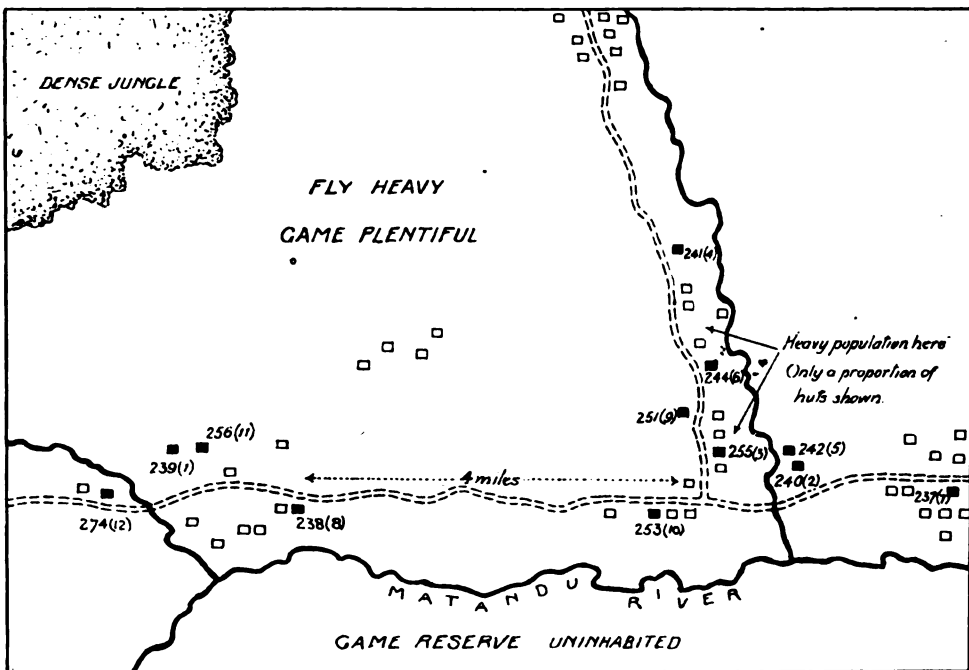 DENSE JUNGLE
FLY HEAVY
GAME PLENTIFUL
241(4)
Heavy population here
Only a proportion of
huts shown.
244(6)
251(9)
256(11)
239(1)
255(3)
242(5)
240(2)
4 miles
237(7)
274(12)
238(8)
253(10)
MATANDU RIVER
GAME RESERVE UNINHABITED